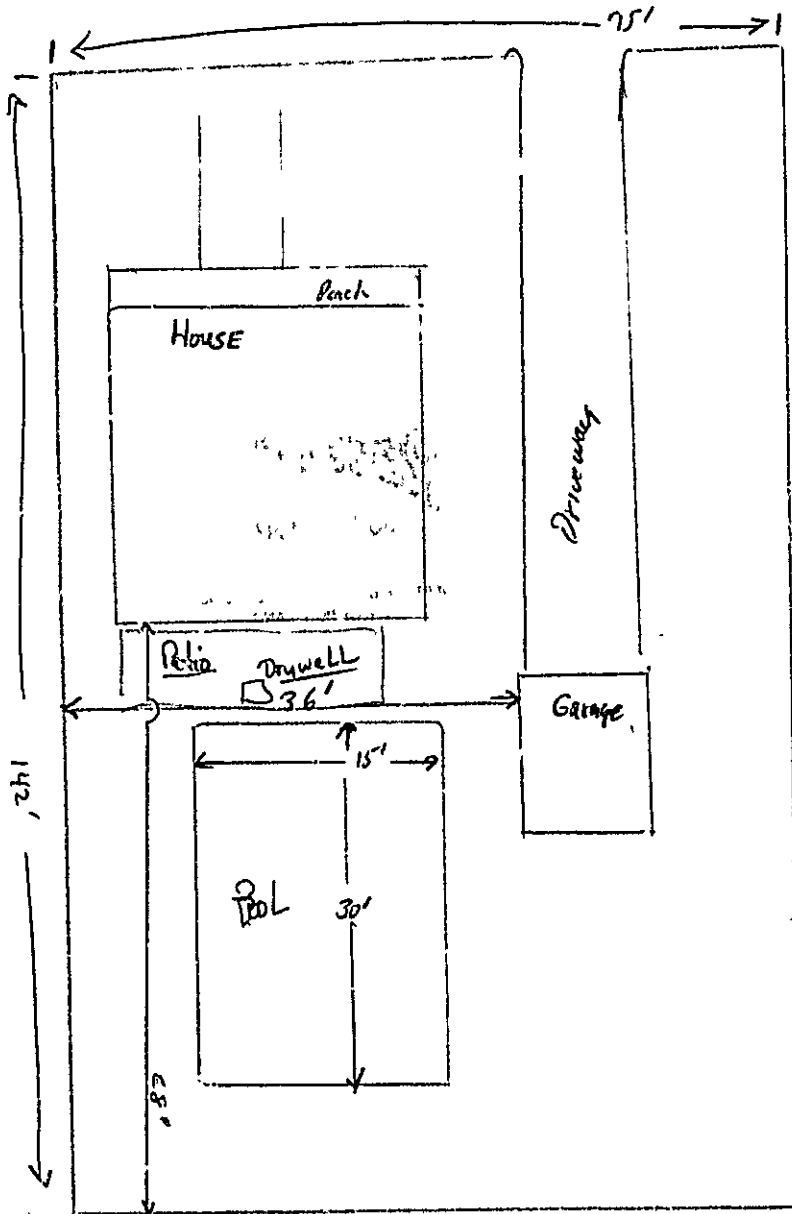 75'
Porch
HOUSE
Driveway
Patio
Drywell
36'
Garage
15'
142'
Pool
30'